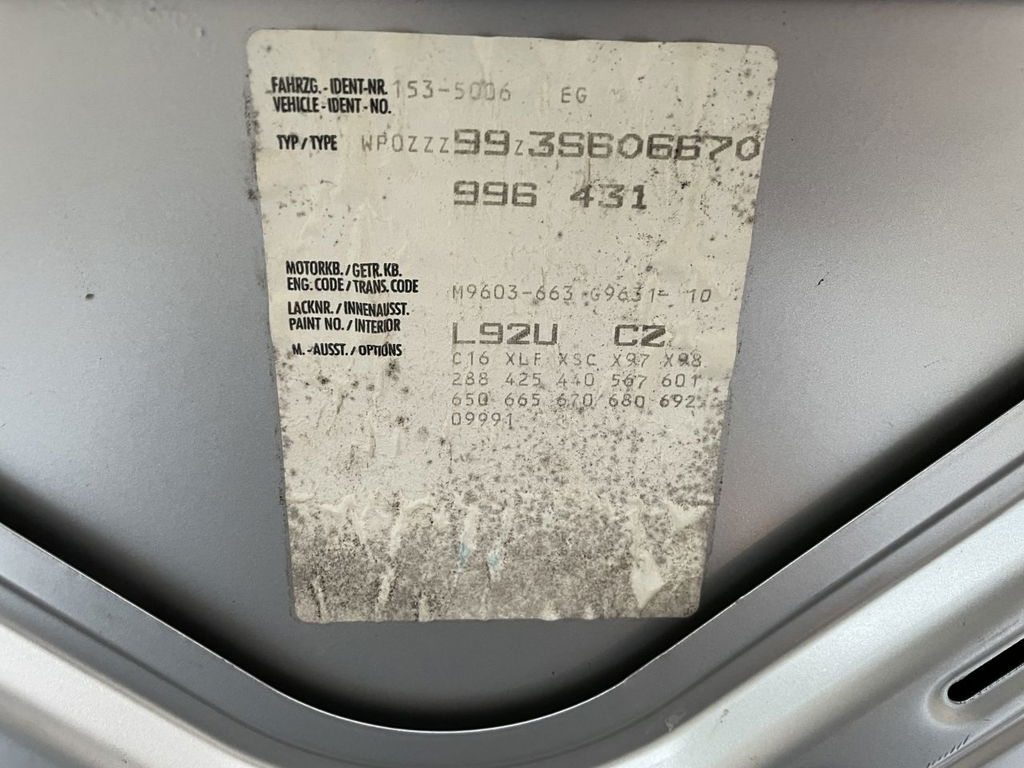 FAHRZG.-IDENT-NR. 153-5006 EG
VEHICLE-IDENT-NO.
TYP/TYPE WP0ZZZ99Z3S606670
996 431
MOTORKB./GETR.KB.
ENG.CODE/TRANS.CODE M9603-663 G9631- 10
LACKNR./INNENAUSST.
PAINT NO./INTERIOR L92U CZ
M.-AUSST./OPTIONS C16 XLF XSC X97 X98
288 425 440 567 601
650 665 670 680 692
09991